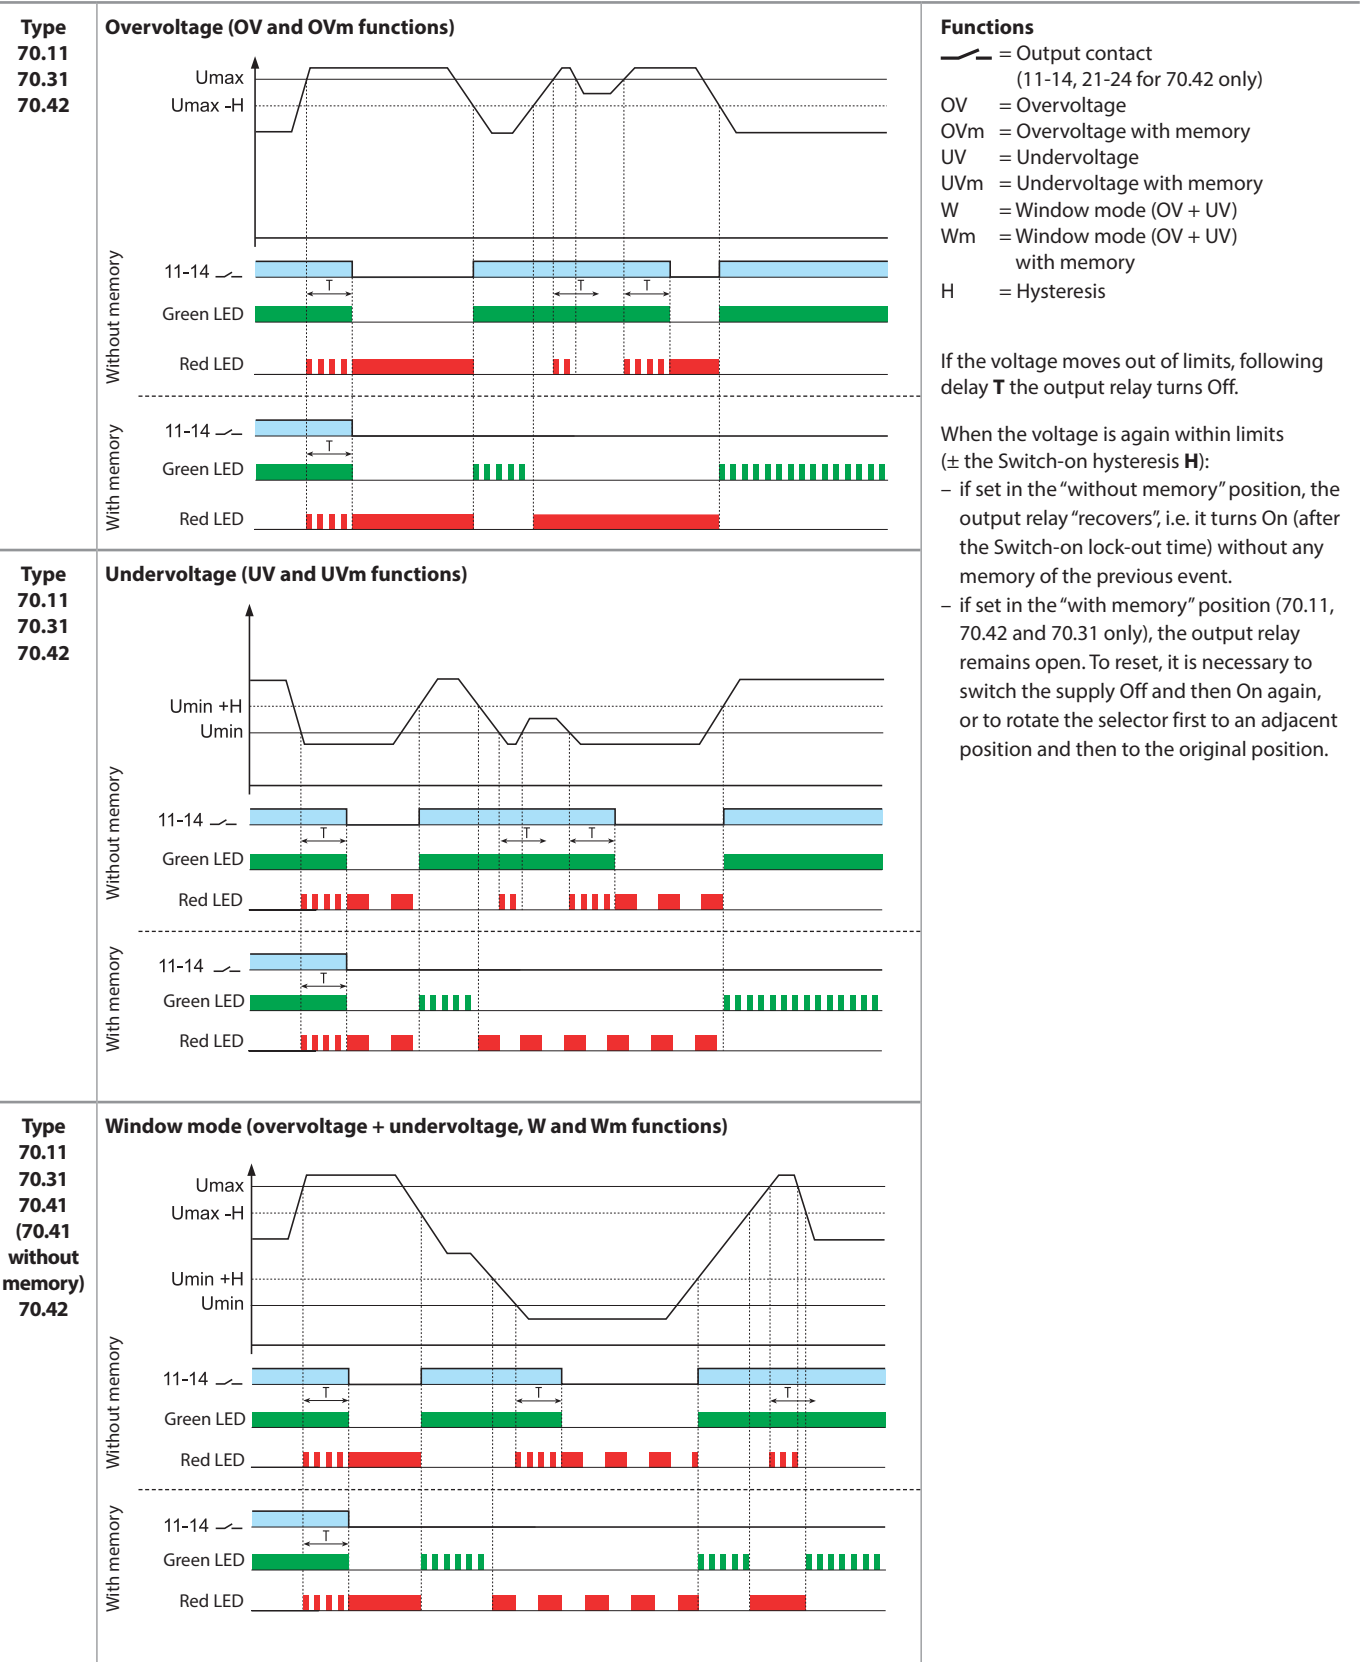 Type
70.11
70.31
70.42
Overvoltage (OV and OVm functions)
Umax
Umax -H
Without memory
11-14
T
T
T
Green LED
Red LED
With memory
11-14
T
Green LED
Red LED
Type
70.11
70.31
70.42
Undervoltage (UV and UVm functions)
Umin +H
Umin
Without memory
11-14
T
T
T
Green LED
Red LED
With memory
11-14
T
Green LED
Red LED
Type
70.11
70.31
70.41
(70.41
without
memory)
70.42
Window mode (overvoltage + undervoltage, W and Wm functions)
Umax
Umax -H
Umin +H
Umin
Without memory
11-14
T
T
T
Green LED
Red LED
With memory
11-14
T
Green LED
Red LED
Functions
= Output contact
(11-14, 21-24 for 70.42 only)
OV = Overvoltage
OVm = Overvoltage with memory
UV = Undervoltage
UVm = Undervoltage with memory
W = Window mode (OV + UV)
Wm = Window mode (OV + UV)
with memory
H = Hysteresis
If the voltage moves out of limits, following
delay T the output relay turns Off.
When the voltage is again within limits
(± the Switch-on hysteresis H):
– if set in the “without memory” position, the
output relay “recovers”, i.e. it turns On (after
the Switch-on lock-out time) without any
memory of the previous event.
– if set in the “with memory” position (70.11,
70.42 and 70.31 only), the output relay
remains open. To reset, it is necessary to
switch the supply Off and then On again,
or to rotate the selector first to an adjacent
position and then to the original position.